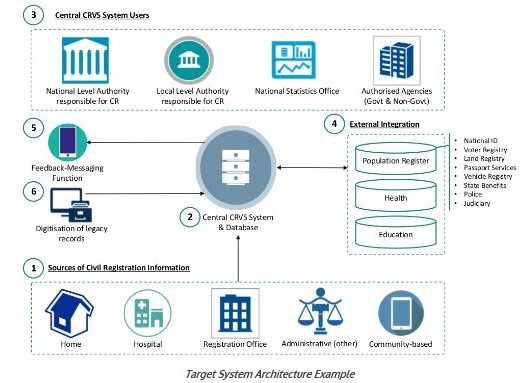 3 Central CRVS System Users
National Level Authority
responsible for CR
Local Level Authority
responsible for CR
National Statistics Office
Authorised Agencies
(Govt & Non-Govt)
5
Feedback-Messaging
Function
6
Digitisation of legacy
records
2 Central CRVS System
& Database
4 External Integration
Population Register
Health
Education
• National ID
• Voter Registry
• Land Registry
• Passport Services
• Vehicle Registry
• State Benefits
• Police
• Judiciary
1 Sources of Civil Registration Information
Home
Hospital
Registration Office
Administrative (other)
Community-based
Target System Architecture Example